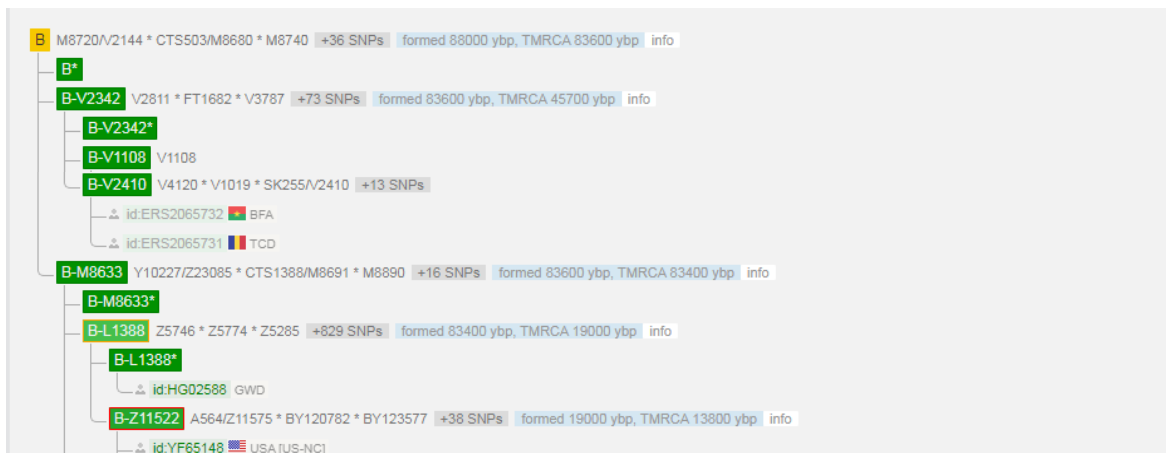 B M8720/V2144 * CTS503/M8680 * M8740 +36 SNPs formed 88000 ybp, TMRCA 83600 ybp info
B*
B-V2342 V2811 * FT1682 * V3787 +73 SNPs formed 83600 ybp, TMRCA 45700 ybp info
B-V2342*
B-V1108 V1108
B-V2410 V4120 * V1019 * SK255/V2410 +13 SNPs
id:ERS2065732 BFA
id:ERS2065731 TCD
B-M8633 Y10227/Z23085 * CTS1388/M8691 * M8890 +16 SNPs formed 83600 ybp, TMRCA 83400 ybp info
B-M8633*
B-L1388 Z5746 * Z5774 * Z5285 +829 SNPs formed 83400 ybp, TMRCA 19000 ybp info
B-L1388*
id:HG02588 GWD
B-Z11522 A564/Z11575 * BY120782 * BY123577 +38 SNPs formed 19000 ybp, TMRCA 13800 ybp info
id:YF65148 USA [US-NC]